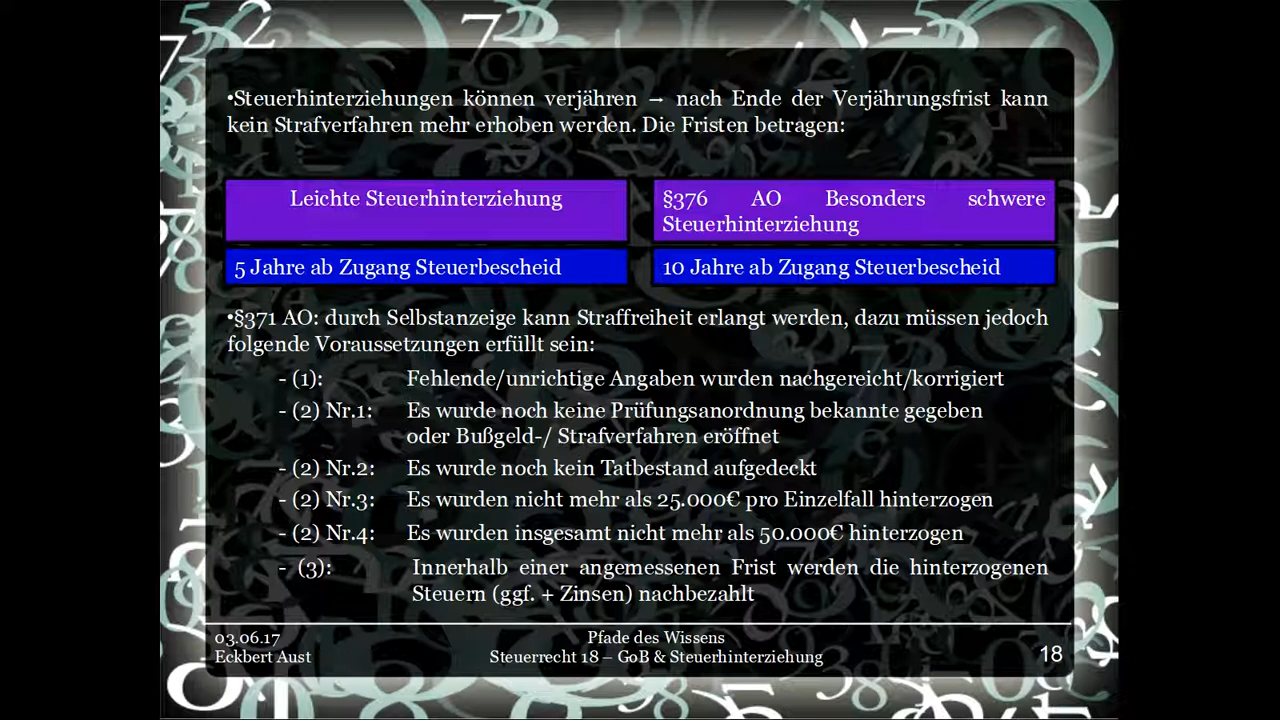 •Steuerhinterziehungen können verjähren → nach Ende der Verjährungsfrist kann
kein Strafverfahren mehr erhoben werden. Die Fristen betragen:
Leichte Steuerhinterziehung
§376 AO Besonders schwere
Steuerhinterziehung
5 Jahre ab Zugang Steuerbescheid
10 Jahre ab Zugang Steuerbescheid
•§371 AO: durch Selbstanzeige kann Straffreiheit erlangt werden, dazu müssen jedoch
folgende Voraussetzungen erfüllt sein:
- (1): Fehlende/unrichtige Angaben wurden nachgereicht/korrigiert
- (2) Nr.1: Es wurde noch keine Prüfungsanordnung bekannte gegeben
oder Bußgeld-/ Strafverfahren eröffnet
- (2) Nr.2: Es wurde noch kein Tatbestand aufgedeckt
- (2) Nr.3: Es wurden nicht mehr als 25.000€ pro Einzelfall hinterzogen
- (2) Nr.4: Es wurden insgesamt nicht mehr als 50.000€ hinterzogen
- (3): Innerhalb einer angemessenen Frist werden die hinterzogenen
Steuern (ggf. + Zinsen) nachbezahlt
03.06.17
Eckbert Aust
Pfade des Wissens
Steuerrecht 18 – GoB & Steuerhinterziehung
18